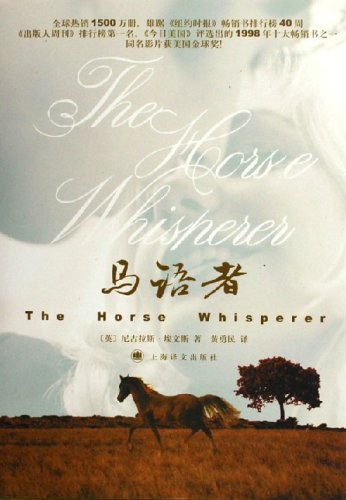 全球热销1500万册，雄踞《纽约时报》畅销书排行榜40周
《出版人周刊》排行榜第一名，《今日美国》评选出的1998年十大畅销书之一
同名影片获美国金球奖！
The
Horse
Whisperer
马语者
The Horse Whisperer
〔英〕尼古拉斯·埃文斯 著 黄勇民 译
上海译文出版社